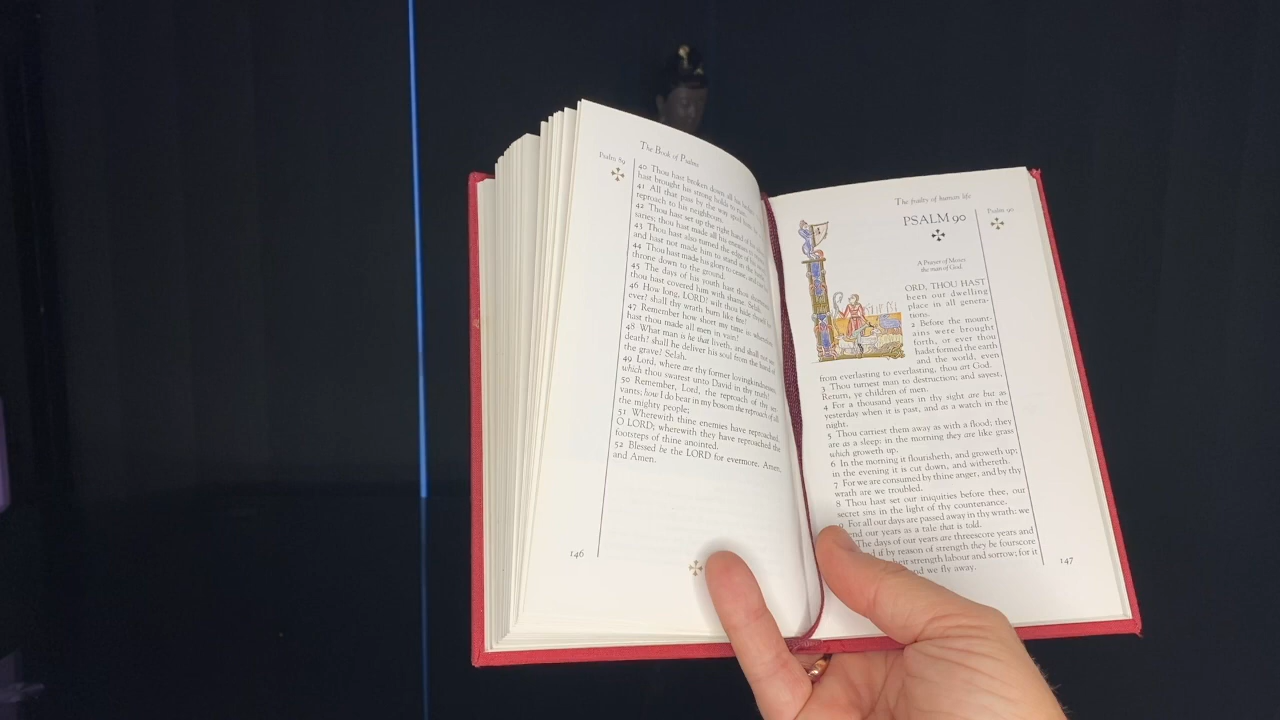 The Book of Psalms
Psalm 89
40 Thou hast broken down all his
hast brought his strong holds to
41 All that pass by the way spoil
reproach to his neighbours.
42 Thou hast set up the right hand of his
saries; thou hast made all his enemies to
43 Thou hast also turned the edge of his
and hast not made him to stand in the
44 Thou hast made his glory to cease, and
throne down to the ground.
45 The days of his youth hast thou
thou hast covered him with shame. Selah.
46 How long, LORD? wilt thou hide thyself
ever? shall thy wrath burn like fire?
47 Remember how short my time is:
hast thou made all men in vain?
48 What man is he that liveth, and shall not see
death? shall he deliver his soul from the hand of
the grave? Selah.
49 Lord, where are thy former lovingkindnesses,
which thou swarest unto David in thy truth?
50 Remember, Lord, the reproach of thy ser-
vants; how I do bear in my bosom the reproach of all
the mighty people;
51 Wherewith thine enemies have reproached,
O LORD; wherewith they have reproached the
footsteps of thine anointed.
52 Blessed be the LORD for evermore. Amen,
and Amen.
146
The frailty of human life
PSALM 90
Psalm 90
A Prayer of Moses
the man of God.
ORD, THOU HAST
been our dwelling
place in all genera-
tions.
2 Before the mount-
ains were brought
forth, or ever thou
hadst formed the earth
and the world, even
from everlasting to everlasting, thou art God.
3 Thou turnest man to destruction; and sayest,
Return, ye children of men.
4 For a thousand years in thy sight are but as
yesterday when it is past, and as a watch in the
night.
5 Thou carriest them away as with a flood; they
are as a sleep: in the morning they are like grass
which groweth up.
6 In the morning it flourisheth, and groweth up;
in the evening it is cut down, and withereth.
7 For we are consumed by thine anger, and by thy
wrath are we troubled.
8 Thou hast set our iniquities before thee, our
secret sins in the light of thy countenance.
9 For all our days are passed away in thy wrath: we
end our years as a tale that is told.
The days of our years are threescore years and
if by reason of strength they be fourscore
their strength labour and sorrow; for it
and we fly away.
147